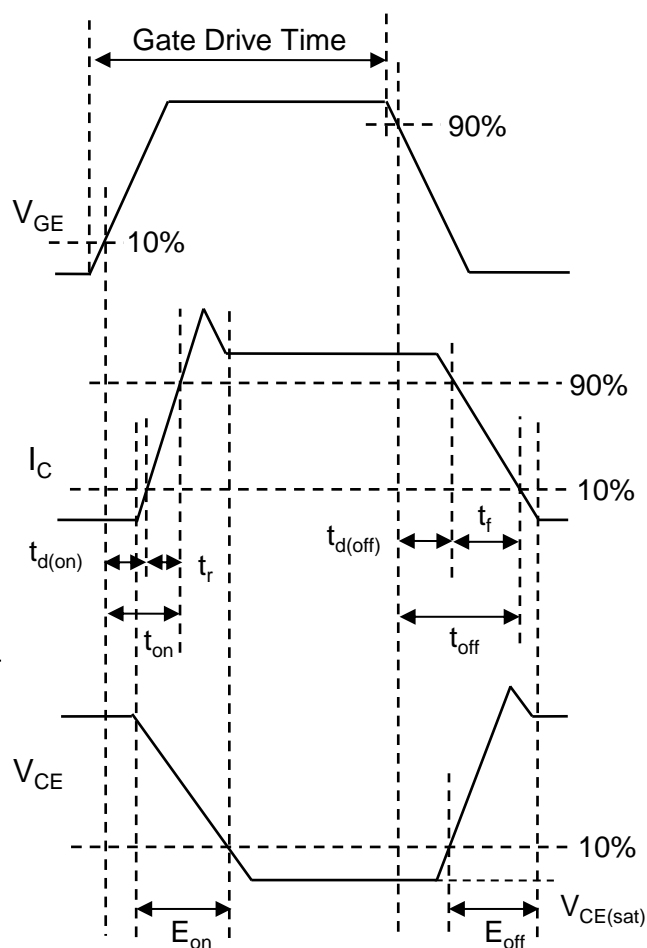 Gate Drive Time
90%
V_GE
10%
90%
I_C
10%
t_d(on)
t_r
t_d(off)
t_f
t_on
t_off
V_CE
10%
V_CE(sat)
E_on
E_off